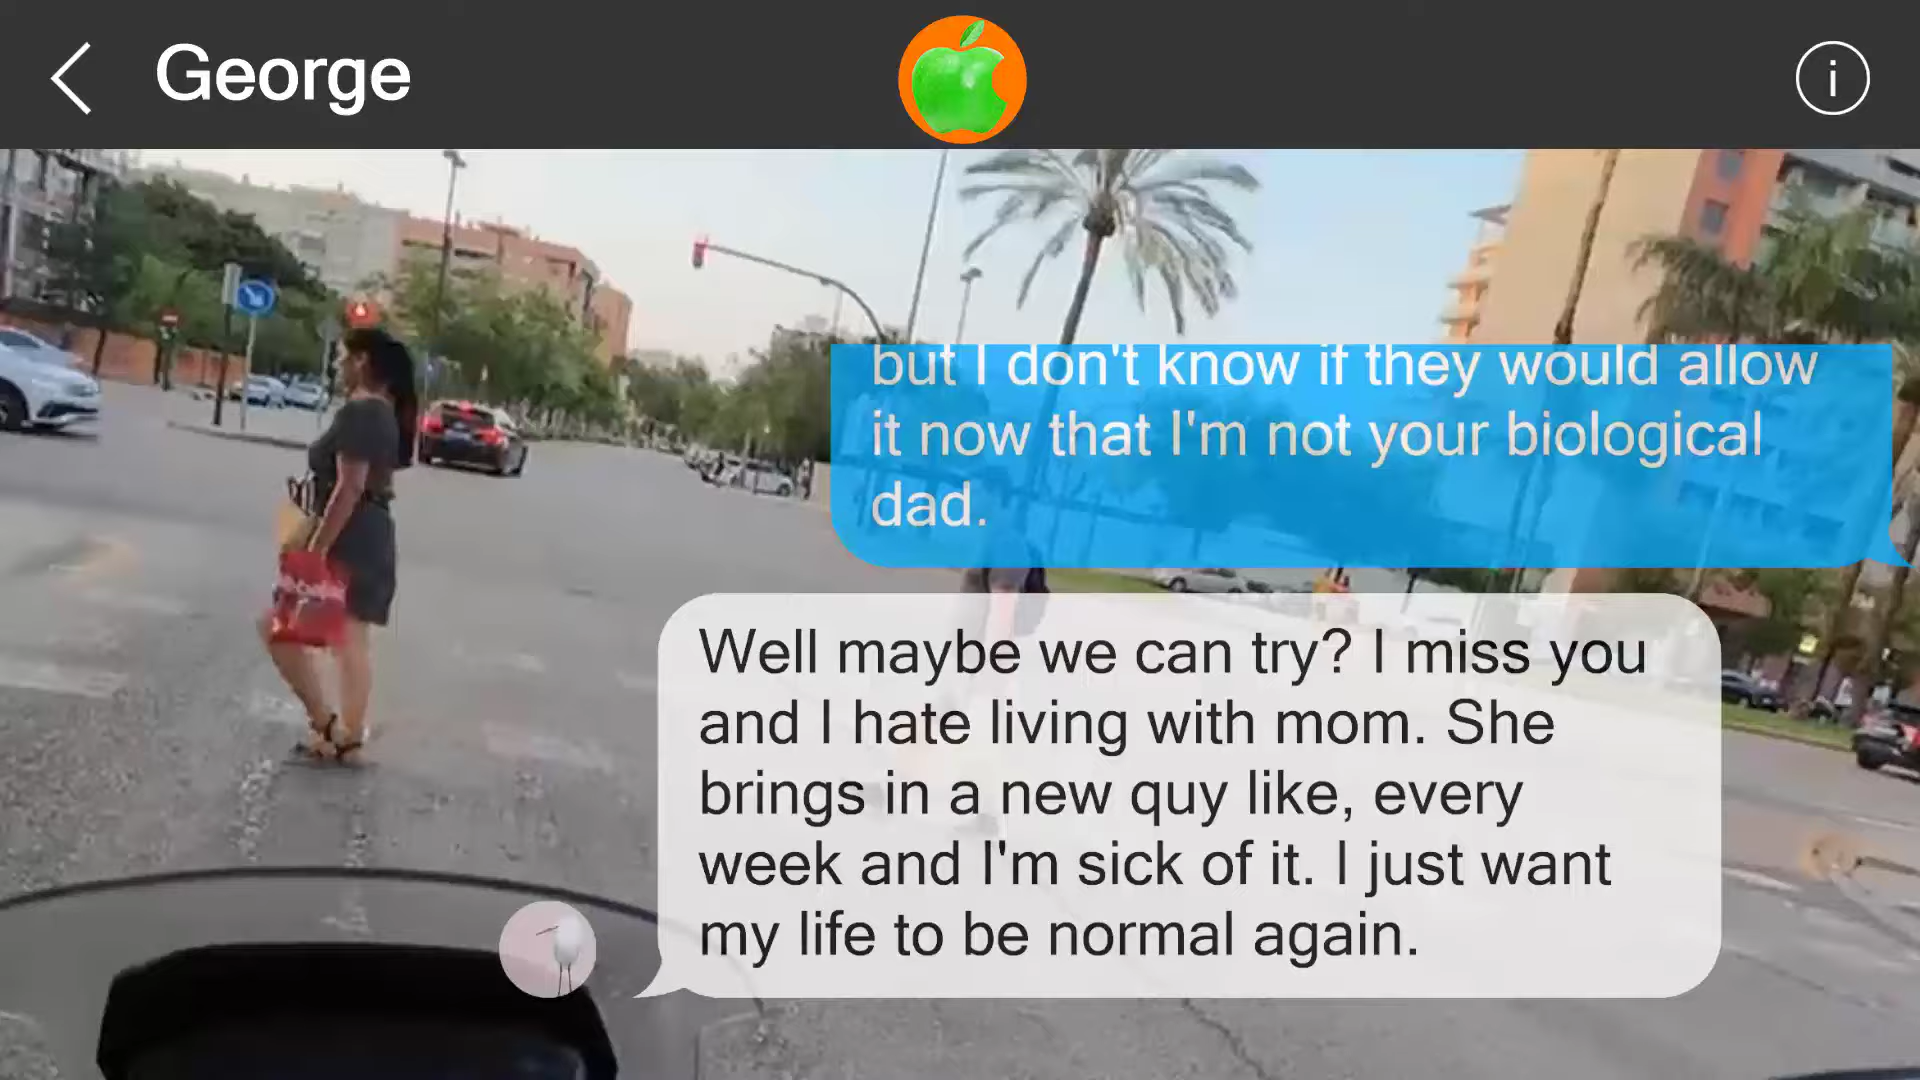 George
i
but I don't know if they would allow
it now that I'm not your biological
dad.
Well maybe we can try? I miss you
and I hate living with mom. She
brings in a new quy like, every
week and I'm sick of it. I just want
my life to be normal again.